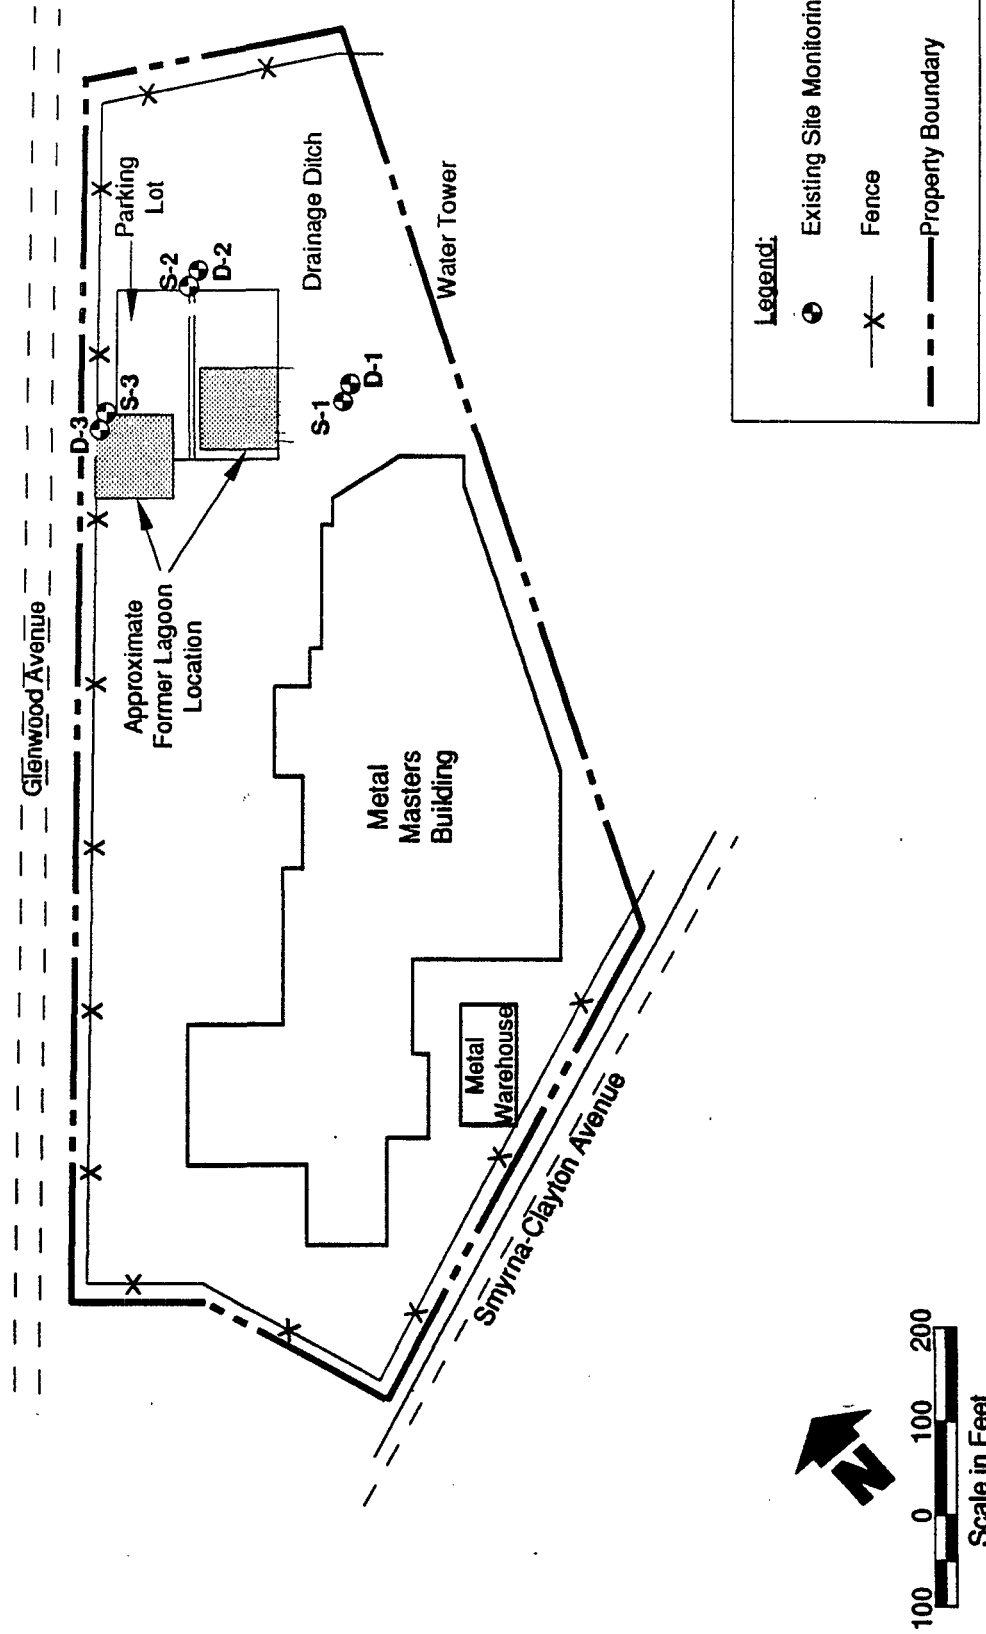 Glenwood Avenue
Parking
Lot
D-3
S-3
S-2
D-2
Drainage Ditch
Water Tower
S-1
D-1
Approximate
Former Lagoon
Location
Metal
Masters
Building
Metal
Warehouse
Smyrna-Clayton Avenue
Legend:
Existing Site Monitorin
Fence
Property Boundary
N
100 0 100 200
Scale in Feet